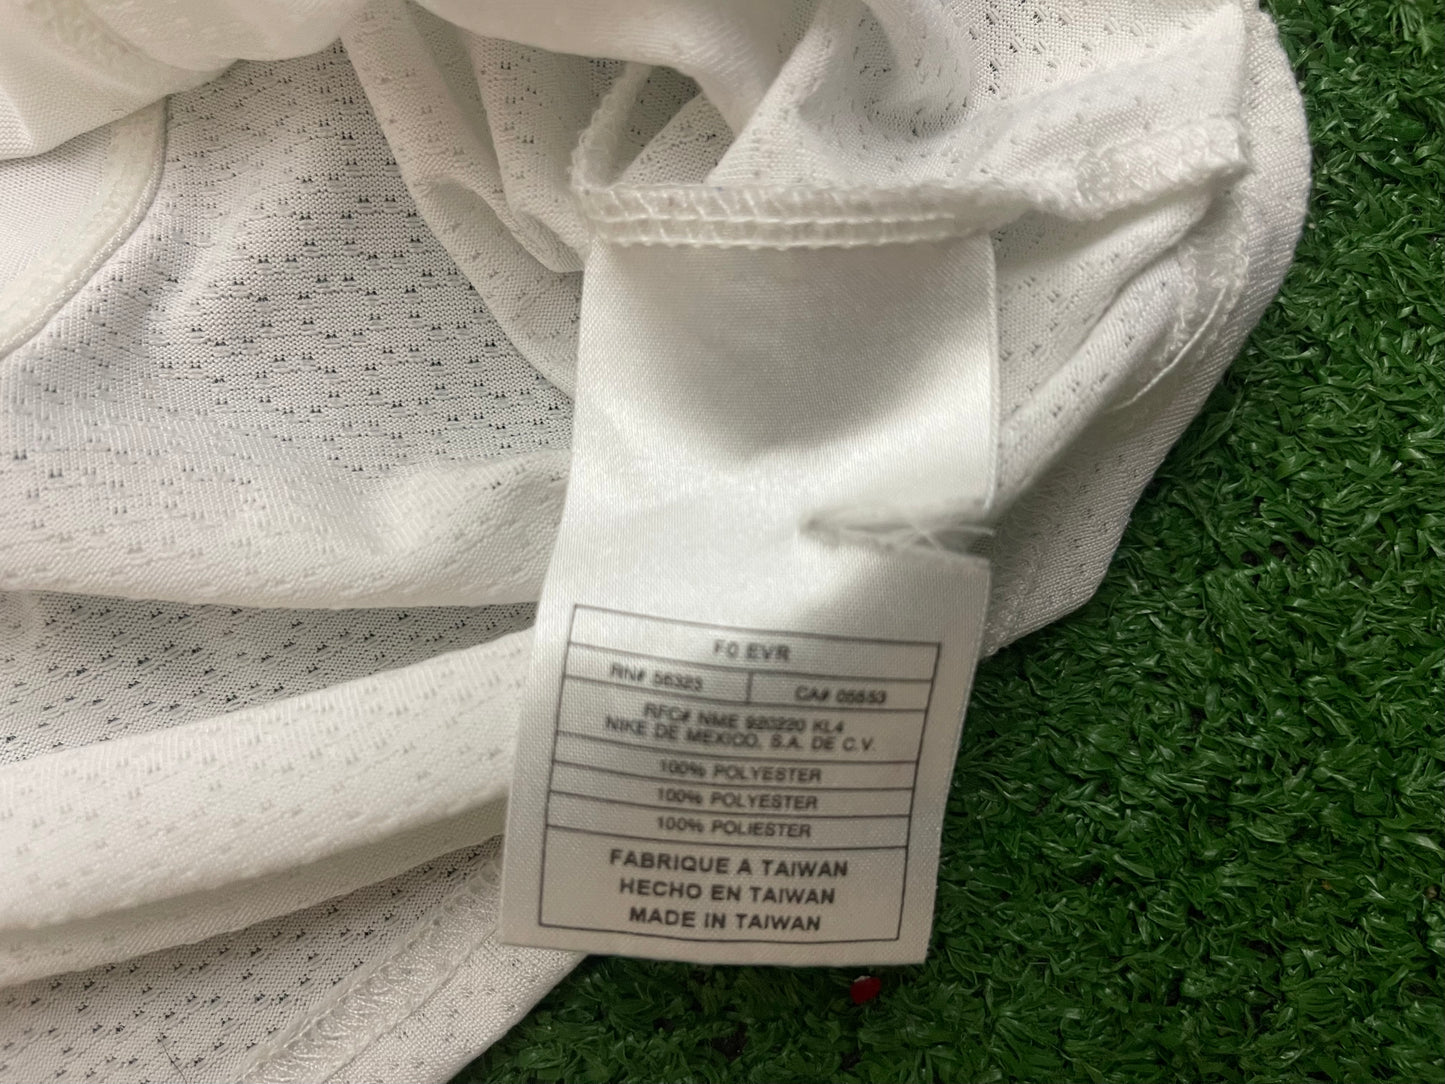 F0 EVR
RN# 56323 CA# 05553
RFC# NME 920220 KL4
NIKE DE MEXICO, S.A. DE C.V.
100% POLYESTER
100% POLYESTER
100% POLIESTER
FABRIQUE A TAIWAN
HECHO EN TAIWAN
MADE IN TAIWAN